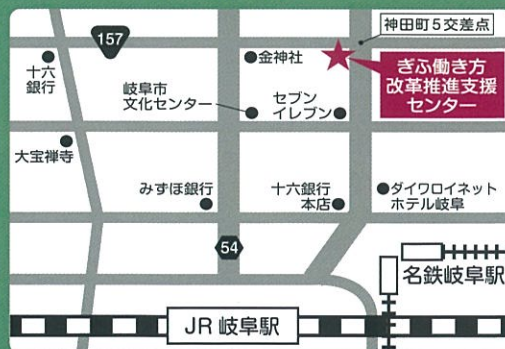 神田町5交差点
157
十六
銀行
金神社
ぎふ働き方
改革推進支援
センター
岐阜市
文化センター
セブン
イレブン
大宝禅寺
みずほ銀行
十六銀行
本店
ダイワロイネット
ホテル岐阜
54
名鉄岐阜駅
JR 岐阜駅